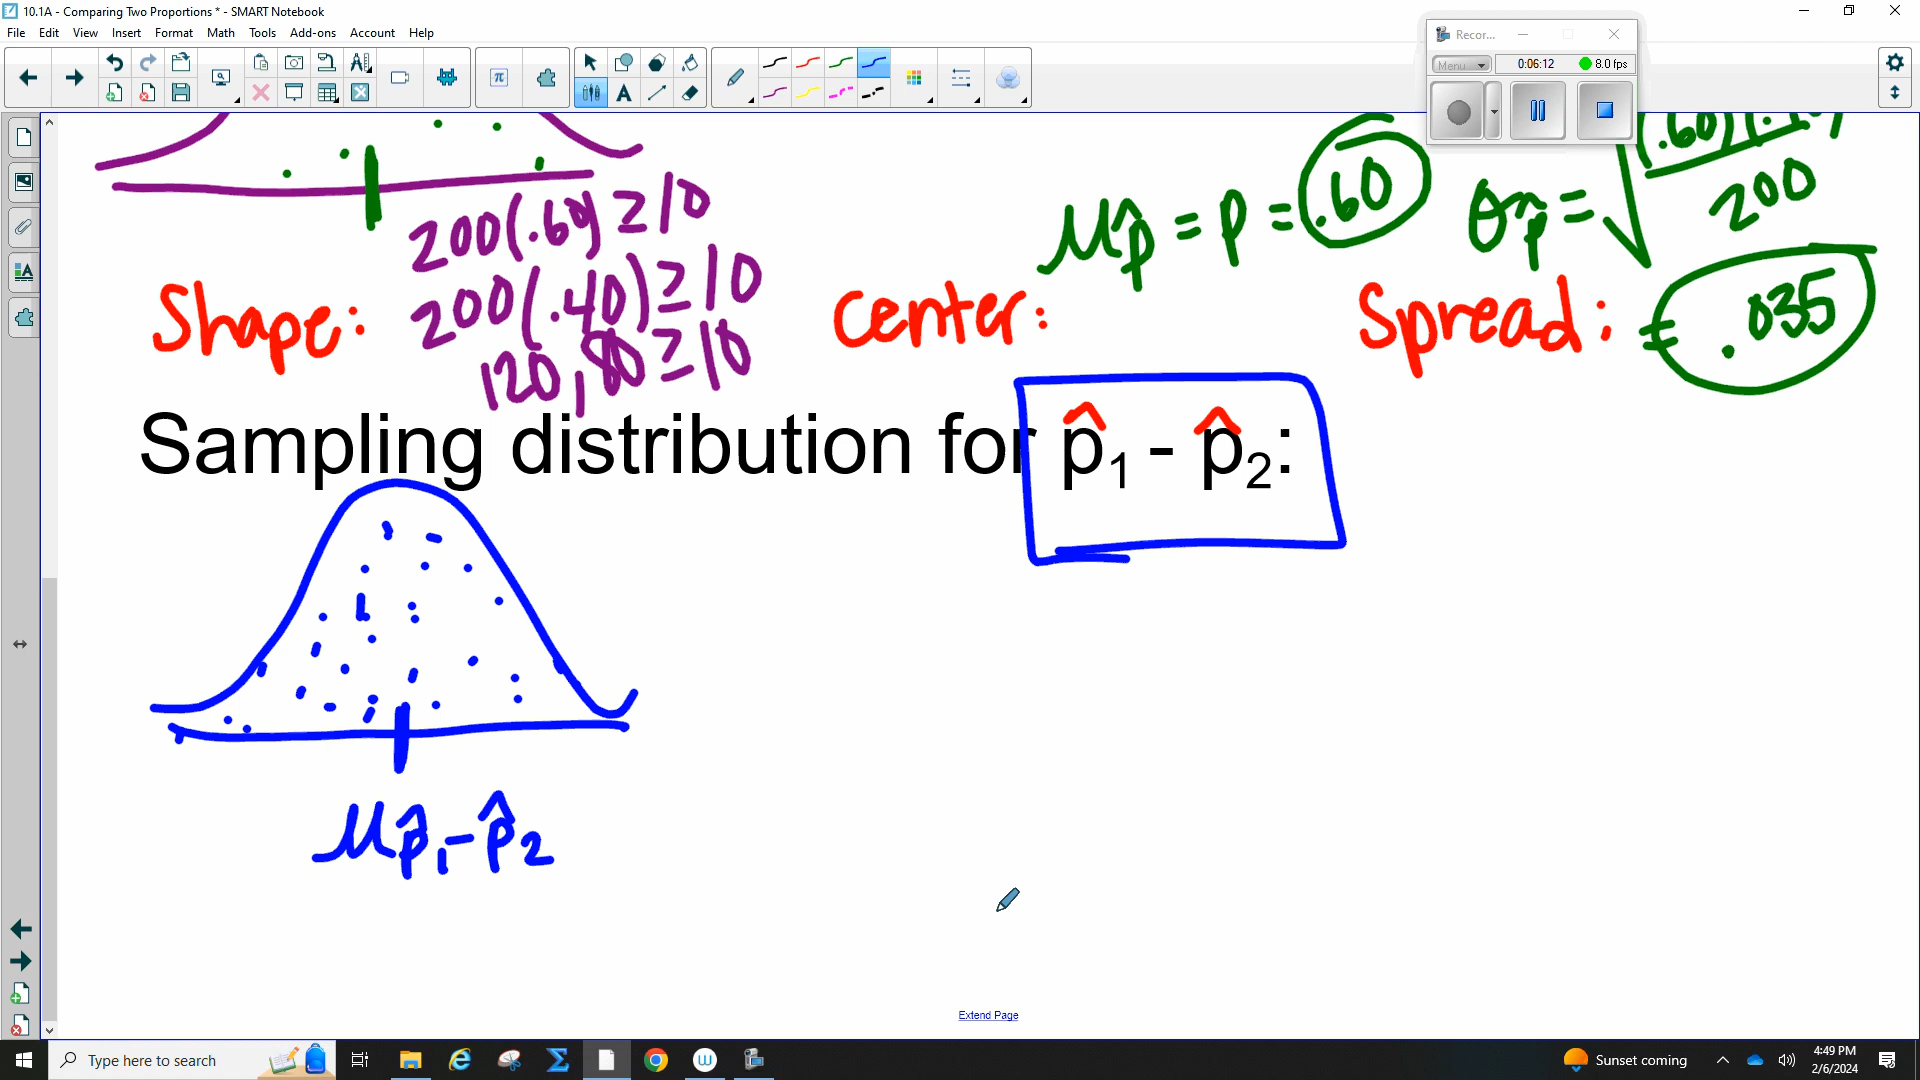 10.1A - Comparing Two Proportions * - SMART Notebook
File Edit View Insert Format Math Tools Add-ons Account Help
Recor...
Menu 0:06:12 8.0 fps
200(.60) ≥ 10
μp̂ = p = .60
σp̂ = √
200
Shape: 200(.40) ≥ 10
120, 80 ≥ 10
Center:
Spread: = .035
Sampling distribution for p̂₁ - p̂₂:
μp̂₁-p̂₂
Extend Page
Type here to search
Sunset coming
4:49 PM
2/6/2024